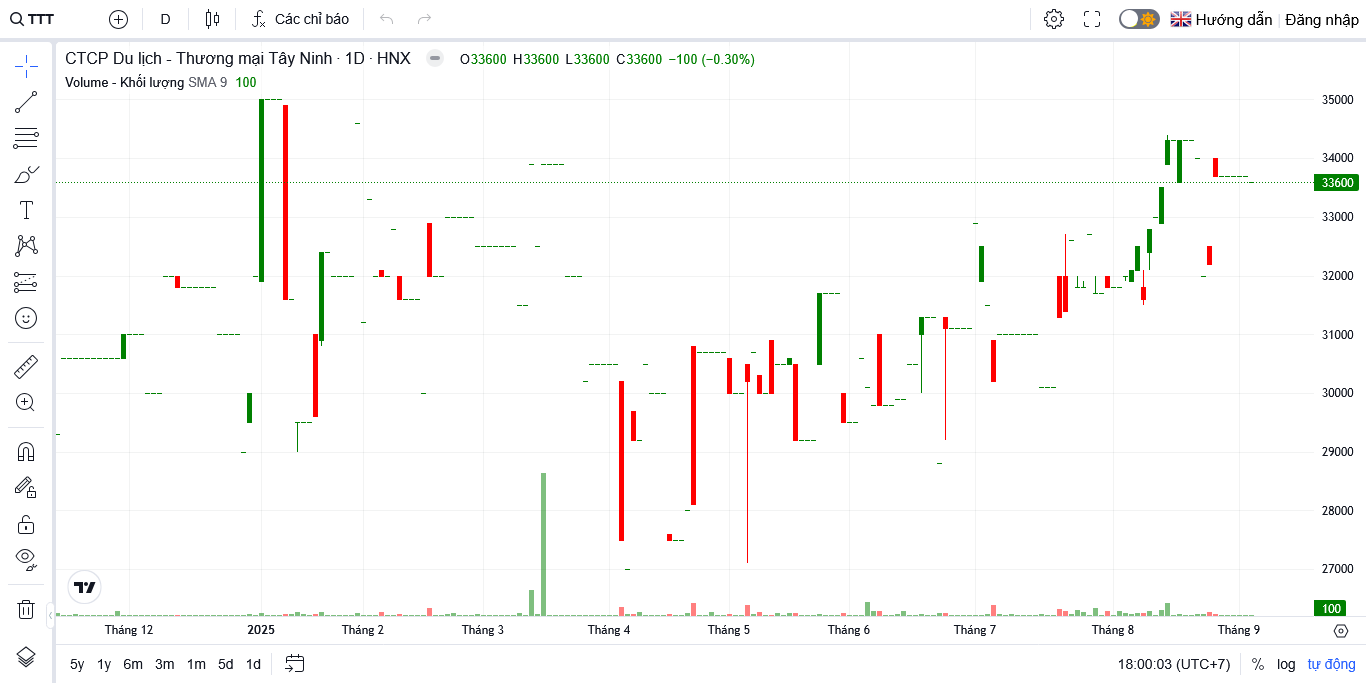 TTT D Các chỉ báo Hướng dẫn Đăng nhập
CTCP Du lịch - Thương mại Tây Ninh · 1D · HNX O33600 H33600 L33600 C33600 −100 (−0.30%)
Volume - Khối lượng SMA 9 100
35000
34000
33600
33000
32000
31000
30000
29000
28000
27000
100
Tháng 12 2025 Tháng 2 Tháng 3 Tháng 4 Tháng 5 Tháng 6 Tháng 7 Tháng 8 Tháng 9
5y 1y 6m 3m 1m 5d 1d 18:00:03 (UTC+7) % log tự động